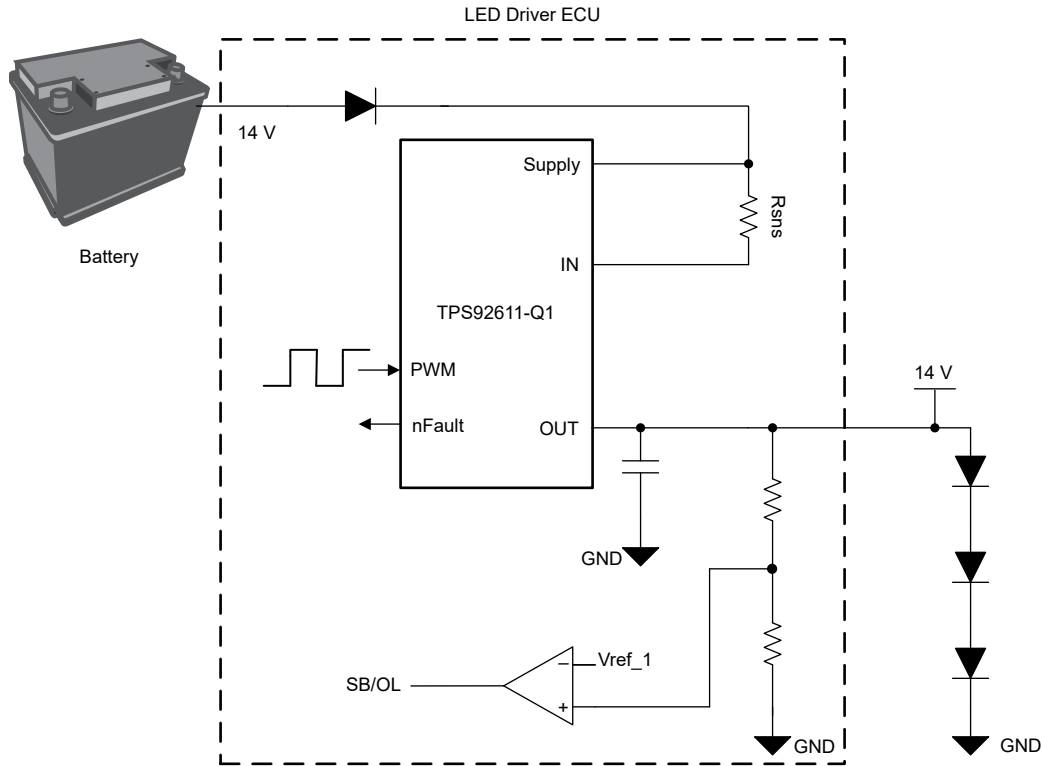 LED Driver ECU
14 V
Battery
Supply
Rsns
IN
TPS92611-Q1
PWM
nFault
OUT
14 V
GND
Vref_1
−
SB/OL
+
GND
GND